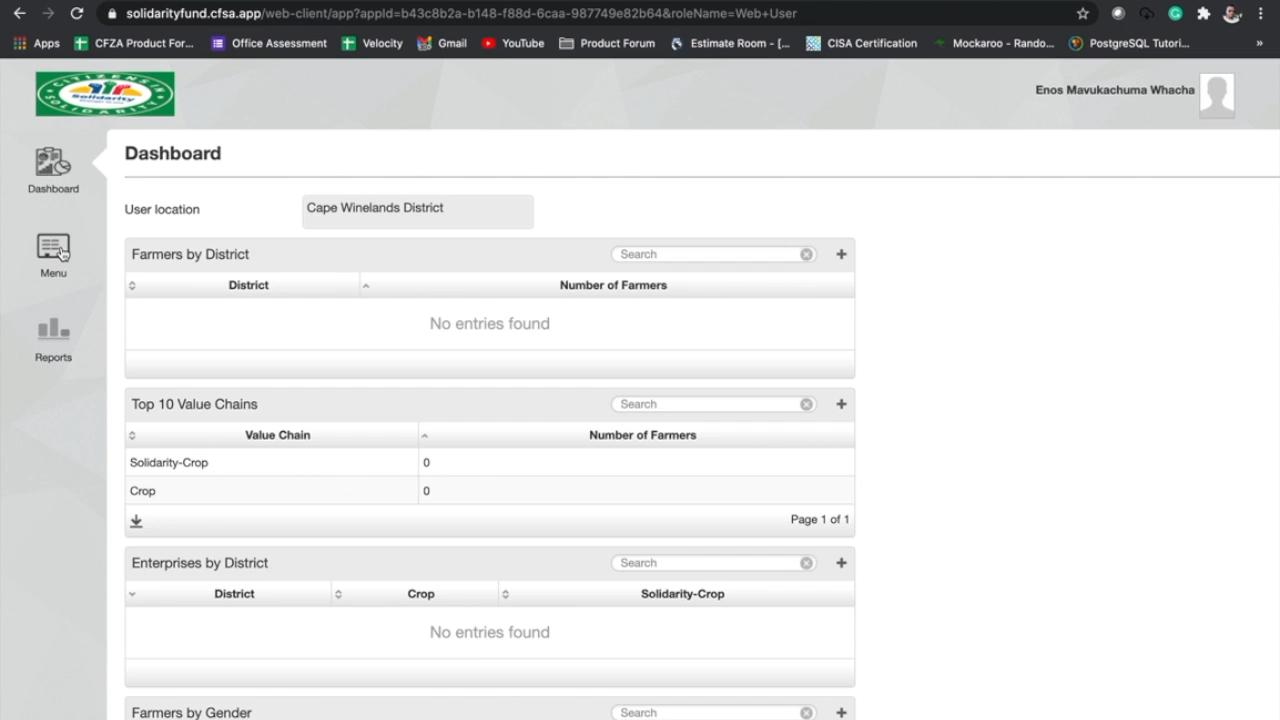 solidarityfund.cfsa.app/web-client/app?appId=b43c8b2a-b148-f88d-6caa-987749e82b64&roleName=Web+User
Apps CFZA Product For... Office Assessment Velocity Gmail YouTube Product Forum Estimate Room - [... CISA Certification Mockaroo - Rando... PostgreSQL Tutori... »
CITIZENS IN
Solidarity
SOLIDARITY
Enos Mavukachuma Whacha
Dashboard
Menu
Reports
Dashboard
User location Cape Winelands District
Farmers by District Search
District Number of Farmers
No entries found
Top 10 Value Chains Search
Value Chain Number of Farmers
Solidarity-Crop 0
Crop 0
Page 1 of 1
Enterprises by District Search
District Crop Solidarity-Crop
No entries found
Farmers by Gender Search